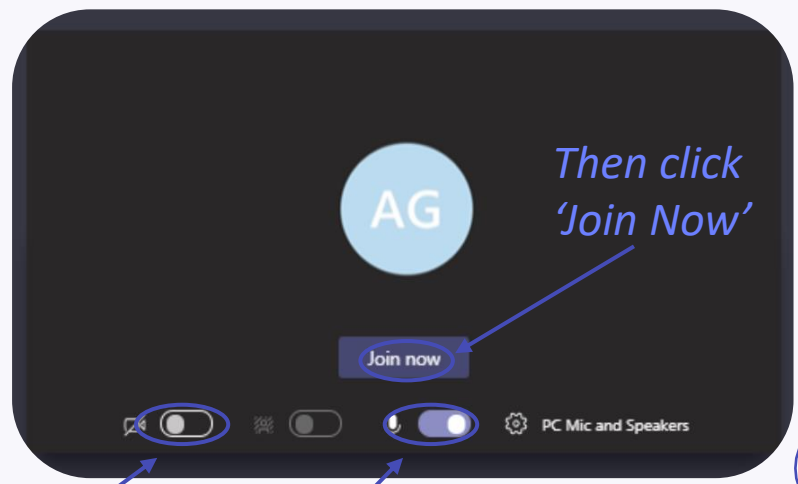 Then click
‘Join Now’
AG
Join now
PC Mic and Speakers